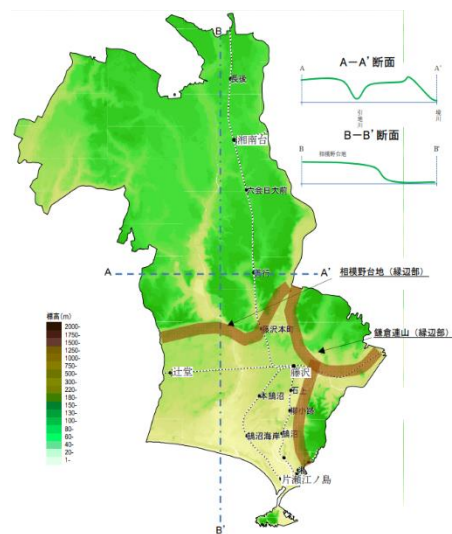 A－A’断面
A
A’
引地川
境川
B－B’断面
B
相模野台地
B’
B
長後
湘南台
六会日大前
A
善行
A’
相模野台地（縁辺部）
標高(m)
2000-
1750-
1500-
1250-
1000-
750-
500-
200-
180-
150-
130-
100-
80-
60-
40-
20-
1-
藤沢本町
鎌倉連山（縁辺部）
辻堂
藤沢
石上
本鵠沼
柳小路
鵠沼海岸
鵠沼
片瀬江ノ島
B’